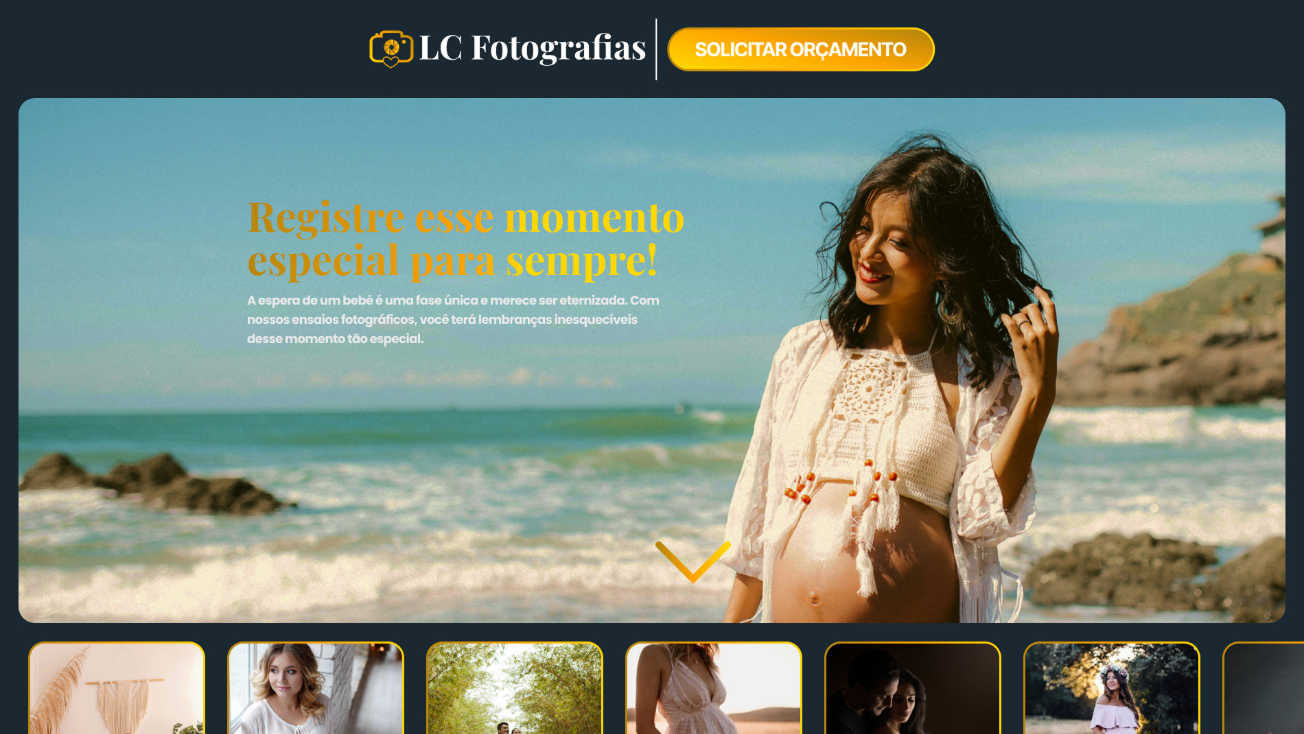 LC Fotografias
SOLICITAR ORÇAMENTO
Registre esse momento
especial para sempre!
A espera de um bebê é uma fase única e merece ser eternizada. Com
nossos ensaios fotográficos, você terá lembranças inesquecíveis
desse momento tão especial.